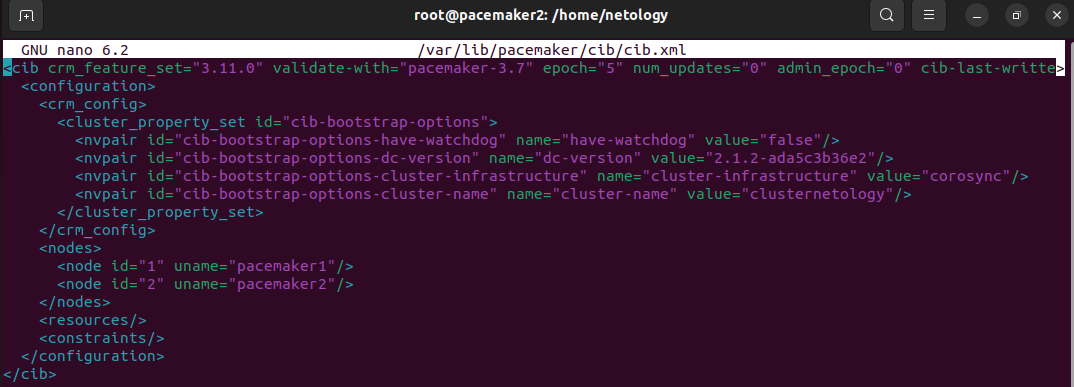 root@pacemaker2: /home/netology
GNU nano 6.2 /var/lib/pacemaker/cib/cib.xml
<cib crm_feature_set="3.11.0" validate-with="pacemaker-3.7" epoch="5" num_updates="0" admin_epoch="0" cib-last-writte>
  <configuration>
    <crm_config>
      <cluster_property_set id="cib-bootstrap-options">
        <nvpair id="cib-bootstrap-options-have-watchdog" name="have-watchdog" value="false"/>
        <nvpair id="cib-bootstrap-options-dc-version" name="dc-version" value="2.1.2-ada5c3b36e2"/>
        <nvpair id="cib-bootstrap-options-cluster-infrastructure" name="cluster-infrastructure" value="corosync"/>
        <nvpair id="cib-bootstrap-options-cluster-name" name="cluster-name" value="clusternetology"/>
      </cluster_property_set>
    </crm_config>
    <nodes>
      <node id="1" uname="pacemaker1"/>
      <node id="2" uname="pacemaker2"/>
    </nodes>
    <resources/>
    <constraints/>
  </configuration>
</cib>